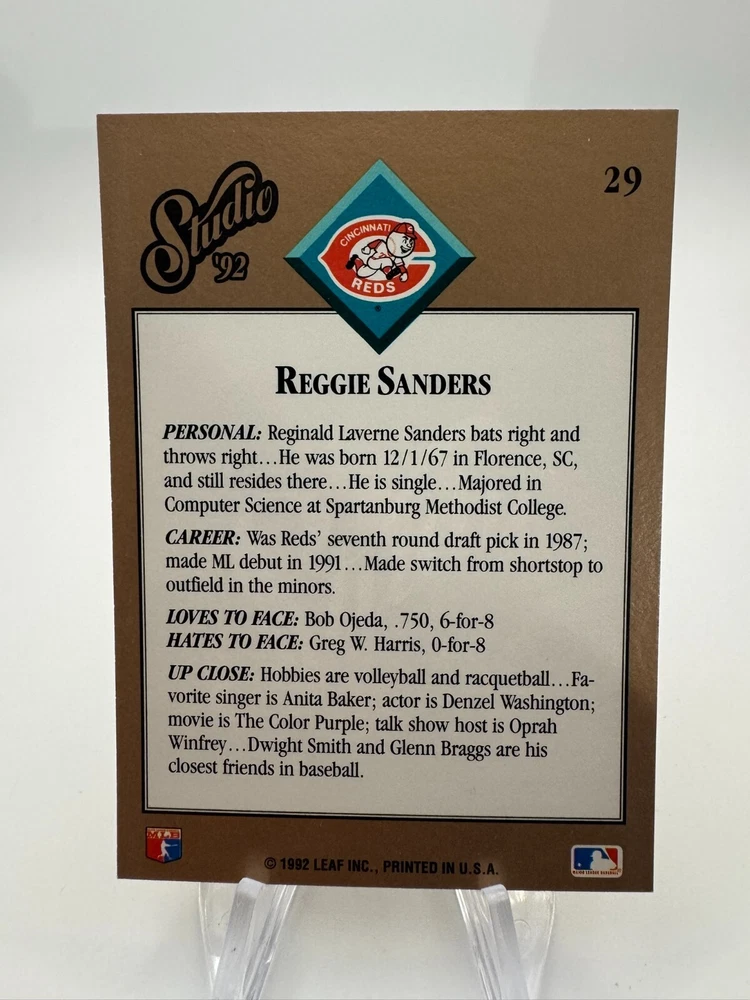 Studio
'92
29
CINCINNATI
REDS
REGGIE SANDERS
PERSONAL: Reginald Laverne Sanders bats right and
throws right...He was born 12/1/67 in Florence, SC,
and still resides there...He is single...Majored in
Computer Science at Spartanburg Methodist College.
CAREER: Was Reds' seventh round draft pick in 1987;
made ML debut in 1991...Made switch from shortstop to
outfield in the minors.
LOVES TO FACE: Bob Ojeda, .750, 6-for-8
HATES TO FACE: Greg W. Harris, 0-for-8
UP CLOSE: Hobbies are volleyball and racquetball...Fa-
vorite singer is Anita Baker; actor is Denzel Washington;
movie is The Color Purple; talk show host is Oprah
Winfrey...Dwight Smith and Glenn Braggs are his
closest friends in baseball.
MLB
© 1992 LEAF INC., PRINTED IN U.S.A.
MAJOR LEAGUE BASEBALL